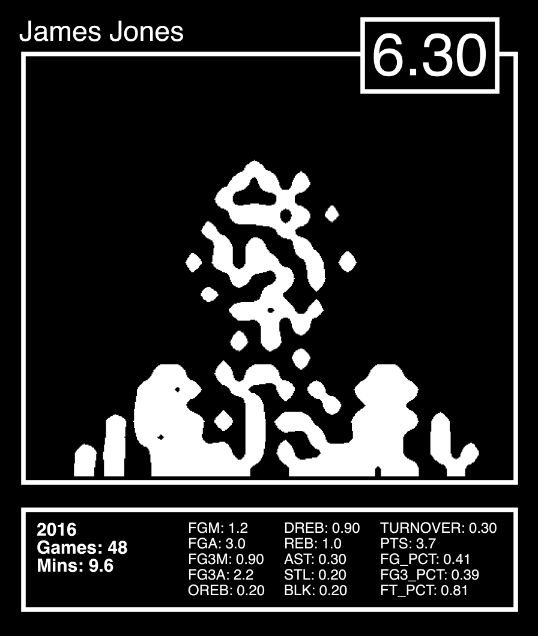 James Jones
6.30
2016
Games: 48
Mins: 9.6
FGM: 1.2
FGA: 3.0
FG3M: 0.90
FG3A: 2.2
OREB: 0.20
DREB: 0.90
REB: 1.0
AST: 0.30
STL: 0.20
BLK: 0.20
TURNOVER: 0.30
PTS: 3.7
FG_PCT: 0.41
FG3_PCT: 0.39
FT_PCT: 0.81